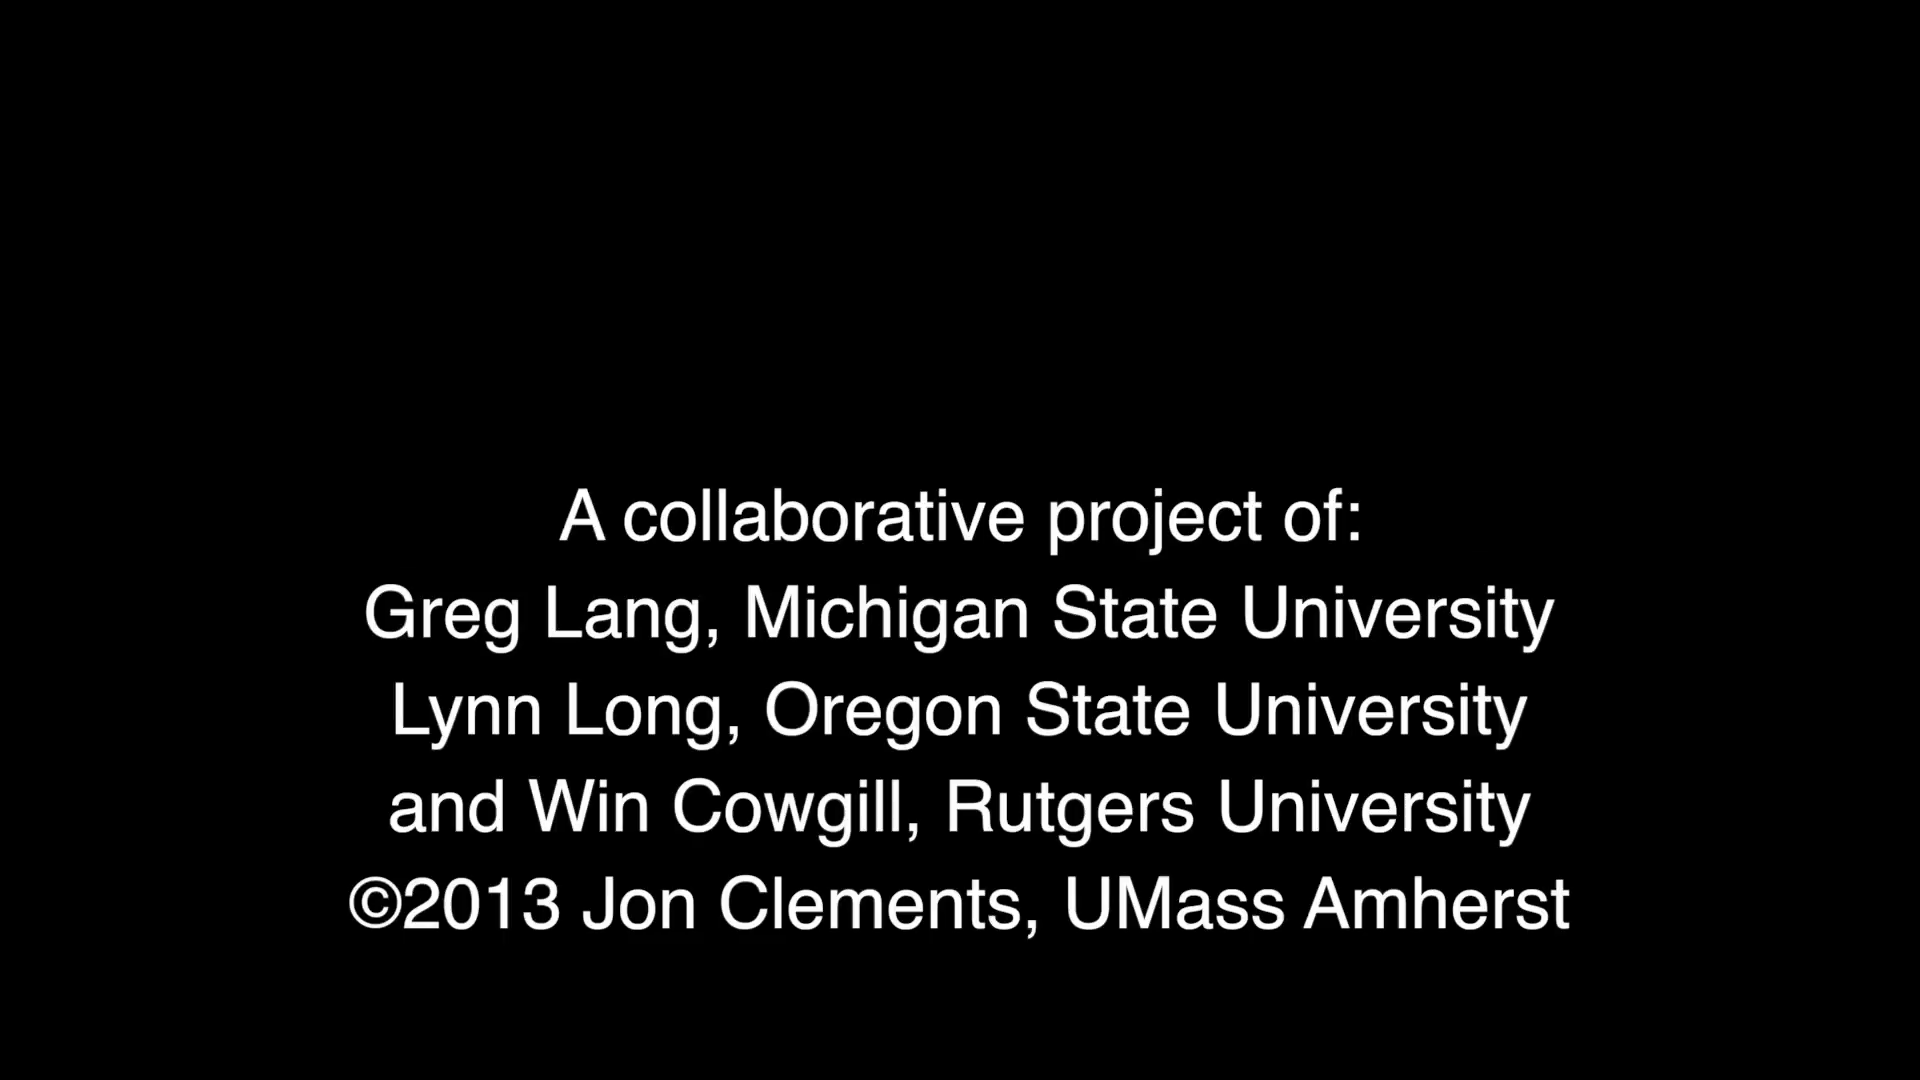 A collaborative project of:
Greg Lang, Michigan State University
Lynn Long, Oregon State University
and Win Cowgill, Rutgers University
©2013 Jon Clements, UMass Amherst